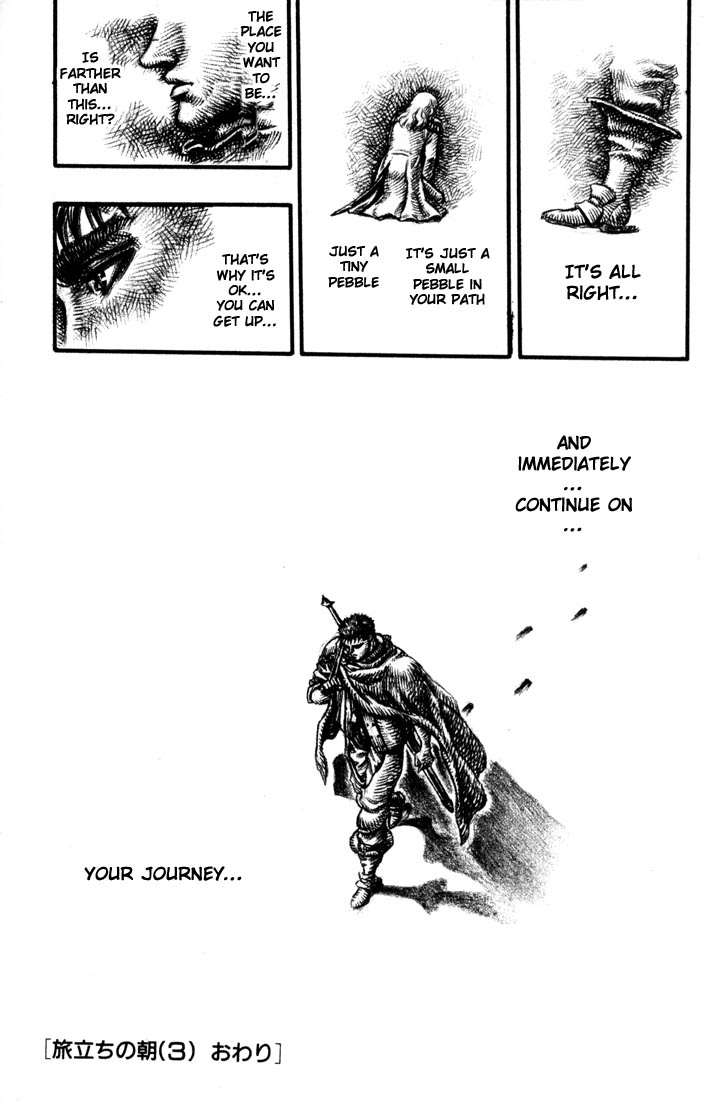 IT'S ALL
RIGHT...
IT'S JUST A
SMALL
PEBBLE IN
YOUR PATH
JUST A
TINY
PEBBLE
THE
PLACE
YOU
WANT
TO
BE...
IS
FARTHER
THAN
THIS...
RIGHT?
THAT'S
WHY IT'S
OK...
YOU CAN
GET UP...
AND
IMMEDIATELY
...
CONTINUE ON
...
YOUR JOURNEY...
[旅立ちの朝(3) おわり]